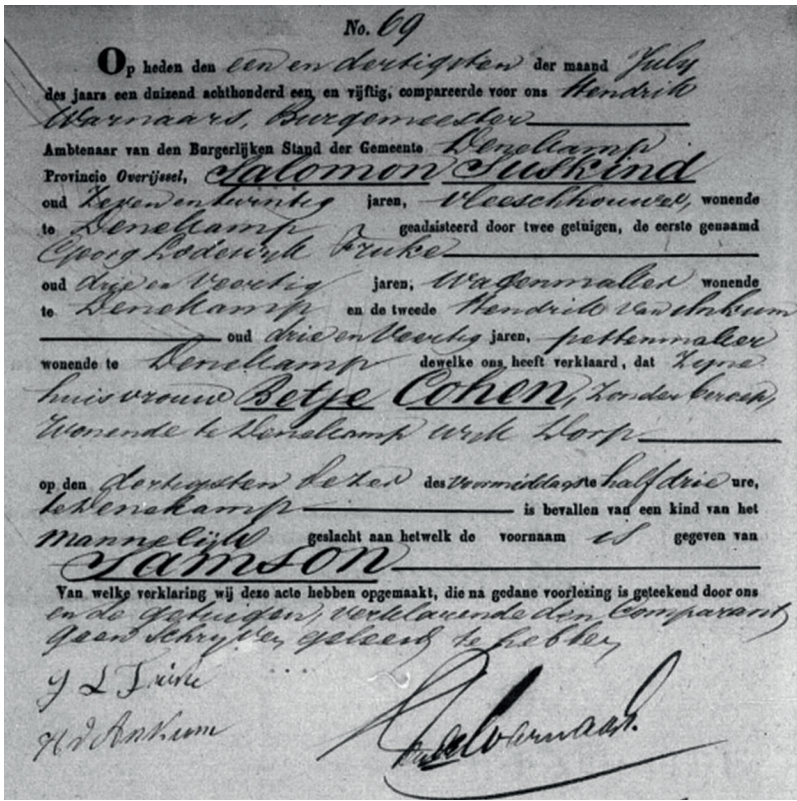 No. 69
Op heden den een en dertigsten der maand July
des jaars een duizend achthonderd een en vijftig, compareerde voor ons Hendrik
Warnaars, Burgemeester
Ambtenaar van den Burgerlijken Stand der Gemeente Denekamp
Provincie Overijssel, Salomon Suskind
oud Zeven en twintig jaren, vleeschhouwer, wonende
te Denekamp geadsisteerd door twee getuigen, de eerste genaamd
Georg Lodewijk
oud drie en Veertig jaren, Wagenmaker wonende
te Denekamp en de tweede Hendrik van Ankum
oud drie en Veertig jaren, pettenmaker
wonende te Denekamp dewelke ons heeft verklaard, dat Zyne
huisvrouw Betje Cohen, Zonder beroep,
Wonende te Denekamp wyk Dorp
op den dertigsten dezer des Voormiddags te half drie ure,
te Denekamp is bevallen van een kind van het
Mannelijk geslacht aan hetwelk de voornaam is gegeven van
Samson
Van welke verklaring wij deze acte hebben opgemaakt, die na gedane voorlezing is geteekend door ons
en de getuigen, verklarende den Comparant
geen Schryven geleerd te hebben
H v Ankum